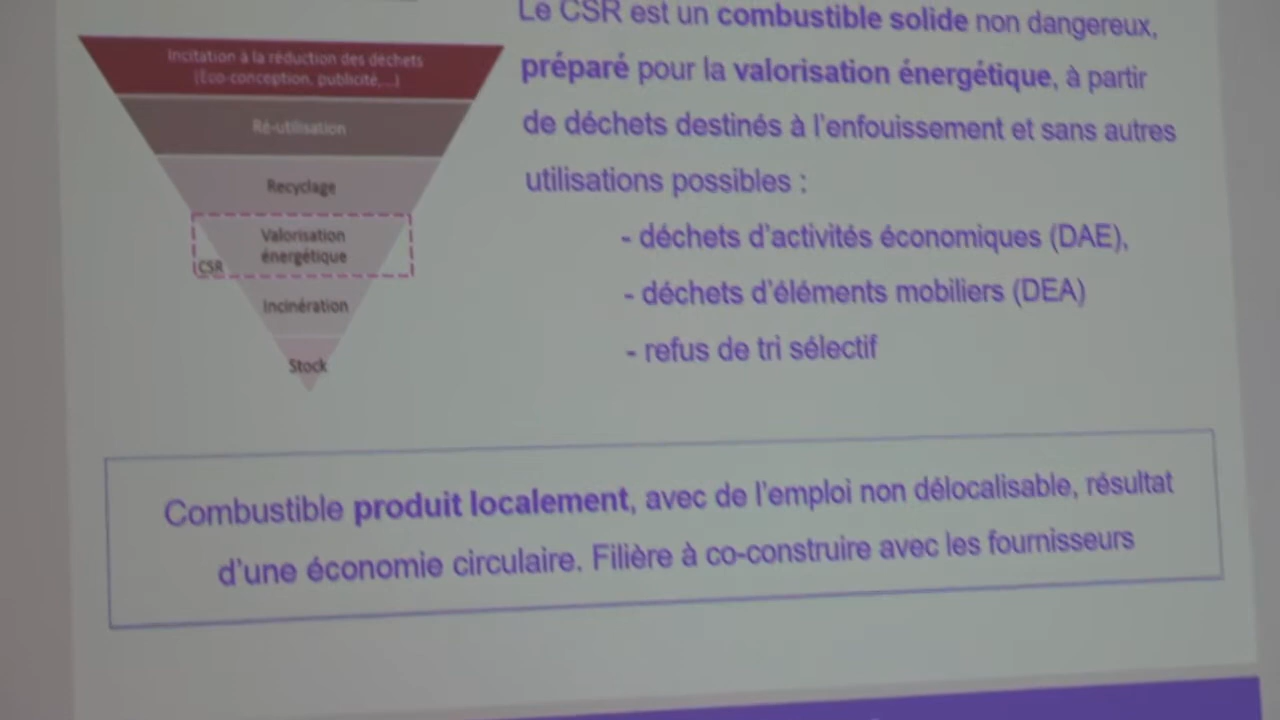 Incitation à la réduction des déchets
(Eco-conception, publicité,...)
Ré-utilisation
Recyclage
Valorisation
énergétique
CSR
Incinération
Stock
Le CSR est un combustible solide non dangereux,
préparé pour la valorisation énergétique, à partir
de déchets destinés à l'enfouissement et sans autres
utilisations possibles :
- déchets d'activités économiques (DAE),
- déchets d'éléments mobiliers (DEA)
- refus de tri sélectif
Combustible produit localement, avec de l'emploi non délocalisable, résultat
d'une économie circulaire. Filière à co-construire avec les fournisseurs